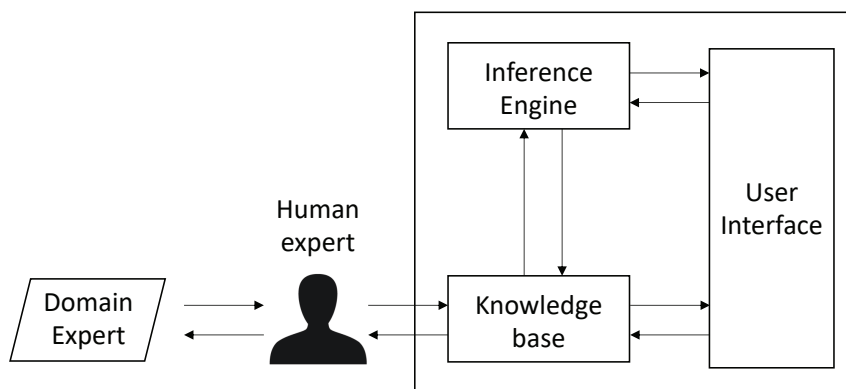 Inference
Engine
User
Interface
Human
expert
Domain
Expert
Knowledge
base